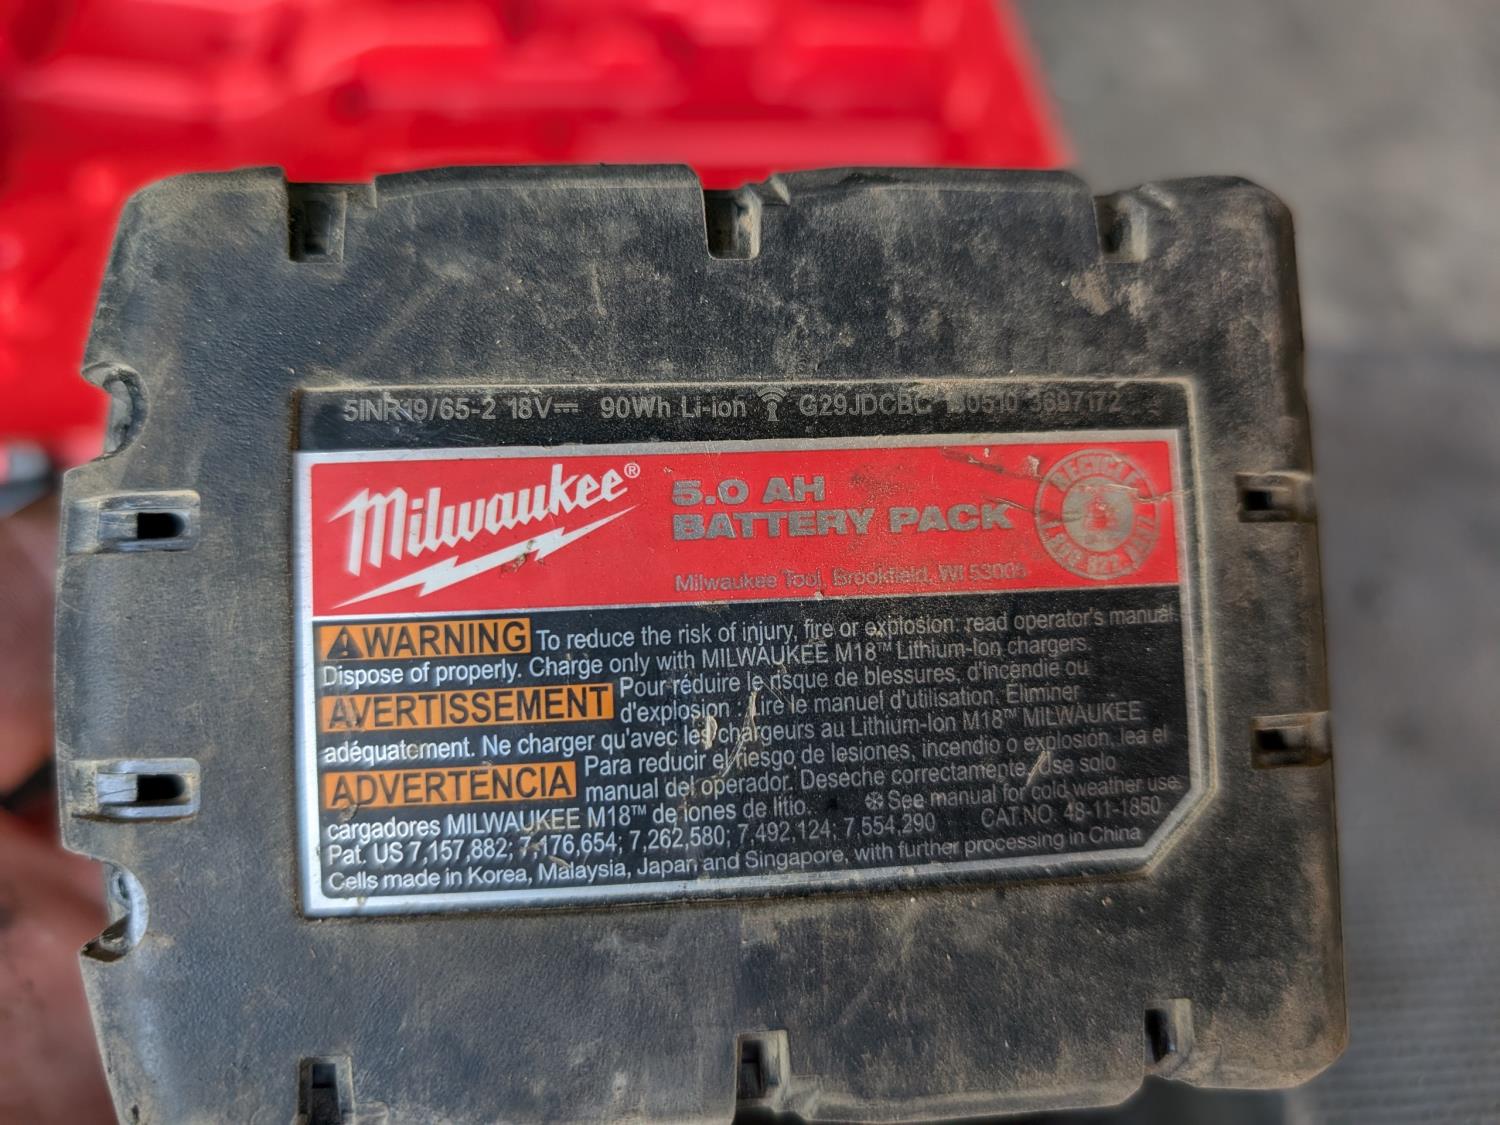 5INR19/65-2 18V⎓ 90Wh Li-ion G29JDCBC 3697172
Milwaukee®
5.0 AH
BATTERY PACK
RECYCLE
1.800.822.8837
Milwaukee Tool, Brookfield, WI 53005
⚠WARNING To reduce the risk of injury, fire or explosion, read operator's manual.
Dispose of properly. Charge only with MILWAUKEE M18™ Lithium-Ion chargers.
AVERTISSEMENT Pour réduire le risque de blessures, d'incendie ou
d'explosion : Lire le manuel d'utilisation. Éliminer
adéquatement. Ne charger qu'avec les chargeurs au Lithium-Ion M18™ MILWAUKEE
ADVERTENCIA Para reducir el riesgo de lesiones, incendio o explosión, lea el
manual del operador. Deseche correctamente. Use solo
cargadores MILWAUKEE M18™ de iones de litio. ❄See manual for cold weather use.
Pat. US 7,157,882; 7,176,654; 7,262,580; 7,492,124; 7,554,290 CAT.NO. 48-11-1850
Cells made in Korea, Malaysia, Japan, and Singapore, with further processing in China